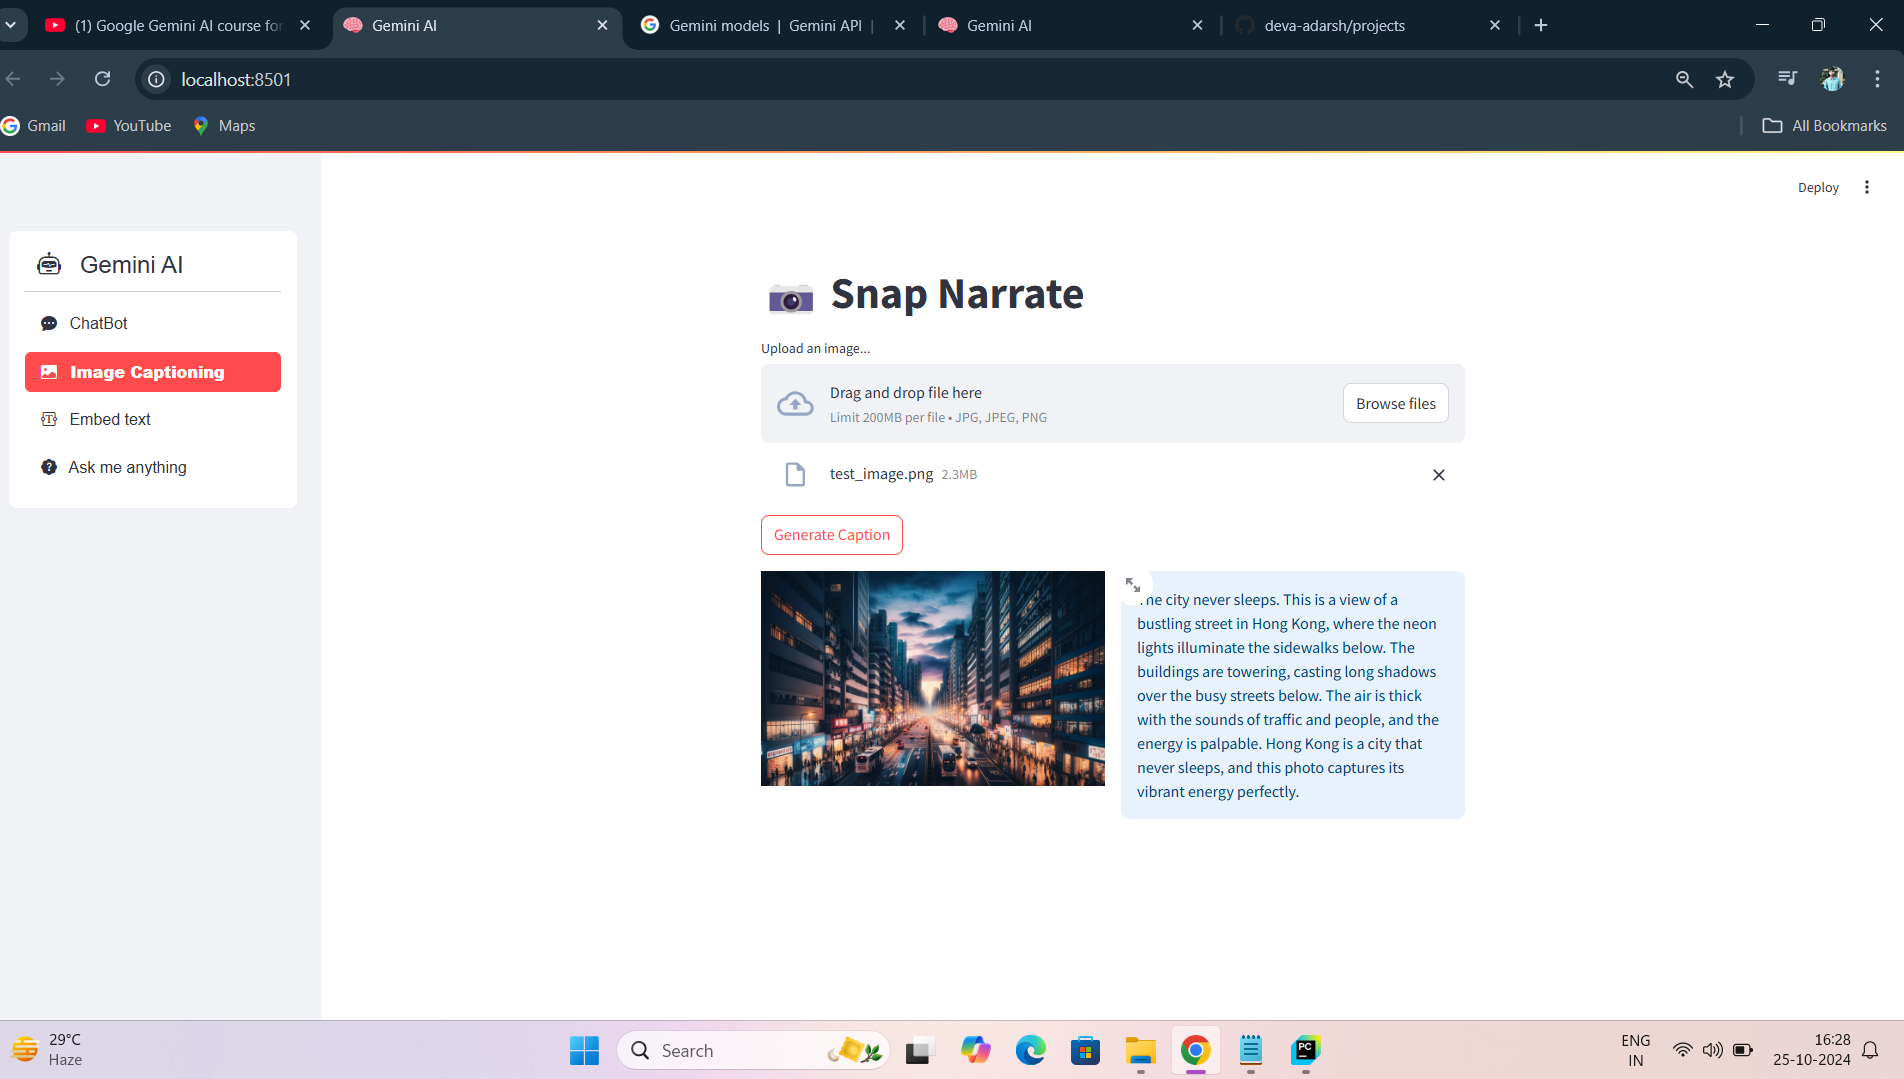 (1) Google Gemini AI course for
Gemini AI
Gemini models | Gemini API |
Gemini AI
deva-adarsh/projects
localhost:8501
Gmail
YouTube
Maps
All Bookmarks
Deploy
Gemini AI
ChatBot
Image Captioning
Embed text
Ask me anything
Snap Narrate
Upload an image...
Drag and drop file here
Limit 200MB per file • JPG, JPEG, PNG
Browse files
test_image.png 2.3MB
Generate Caption
he city never sleeps. This is a view of a
bustling street in Hong Kong, where the neon
lights illuminate the sidewalks below. The
buildings are towering, casting long shadows
over the busy streets below. The air is thick
with the sounds of traffic and people, and the
energy is palpable. Hong Kong is a city that
never sleeps, and this photo captures its
vibrant energy perfectly.
29°C
Haze
Search
PC
ENG
IN
16:28
25-10-2024